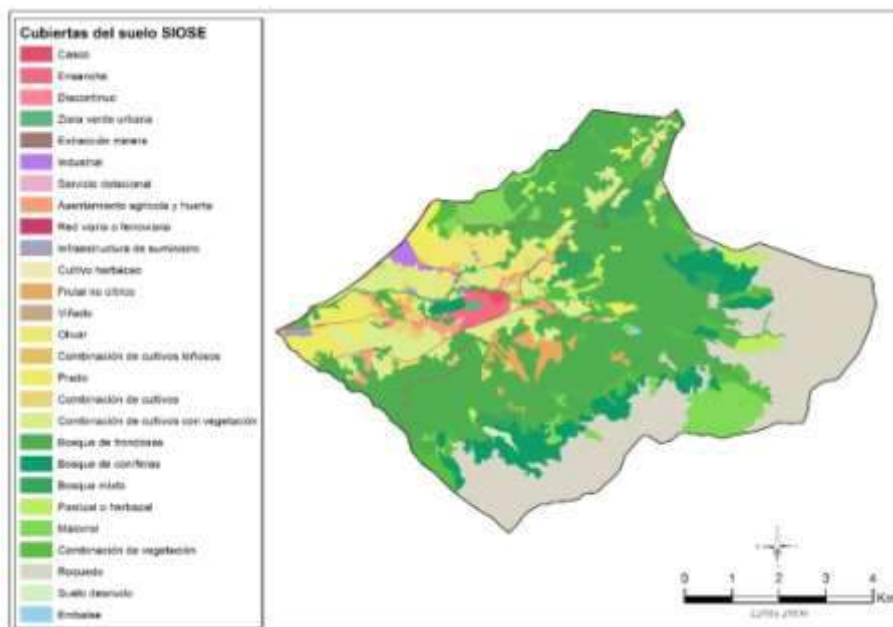 Cubiertas del suelo SIOSE
Casco
Ensanche
Discontinuo
Zona verde urbana
Extracción minera
Industrial
Servicio dotacional
Asentamiento agrícola y huerta
Red viaria o ferroviaria
Infraestructura de suministro
Cultivo herbáceo
Frutal no cítrico
Viñedo
Olivar
Combinación de cultivos leñosos
Prado
Combinación de cultivos
Combinación de cultivos con vegetación
Bosque de frondosas
Bosque de coníferas
Bosque mixto
Pastizal o herbazal
Matorral
Combinación de vegetación
Roquedo
Suelo desnudo
Embalse
0 1 2 3 4
Km